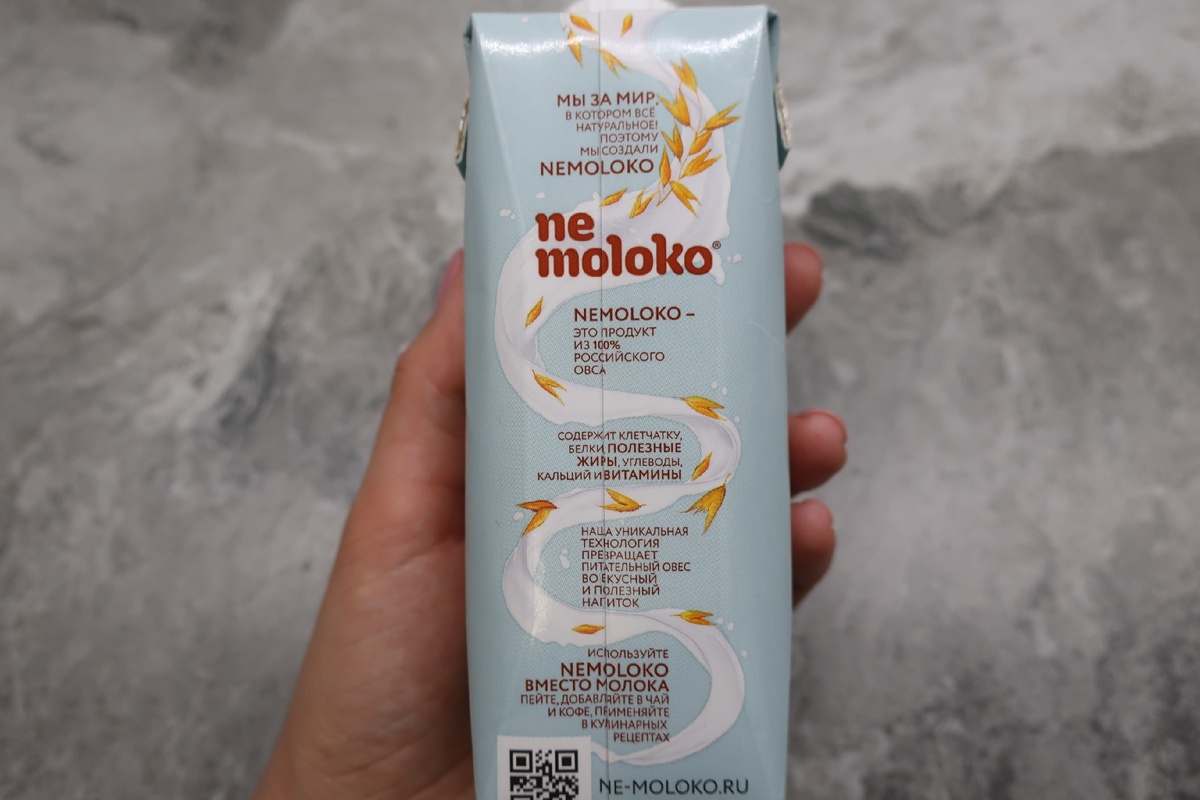 МЫ ЗА МИР,
В КОТОРОМ ВСЁ
НАТУРАЛЬНОЕ!
ПОЭТОМУ
МЫ СОЗДАЛИ
NEMOLOKO
ne
moloko®
NEMOLOKO –
ЭТО ПРОДУКТ
ИЗ 100%
РОССИЙСКОГО
ОВСА
СОДЕРЖИТ КЛЕТЧАТКУ,
БЕЛКИ, ПОЛЕЗНЫЕ
ЖИРЫ, УГЛЕВОДЫ,
КАЛЬЦИЙ И ВИТАМИНЫ
НАША УНИКАЛЬНАЯ
ТЕХНОЛОГИЯ
ПРЕВРАЩАЕТ
ПИТАТЕЛЬНЫЙ ОВЕС
ВО ВКУСНЫЙ
И ПОЛЕЗНЫЙ
НАПИТОК
ИСПОЛЬЗУЙТЕ
NEMOLOKO
ВМЕСТО МОЛОКА
ПЕЙТЕ, ДОБАВЛЯЙТЕ В ЧАЙ
И КОФЕ, ПРИМЕНЯЙТЕ
В КУЛИНАРНЫХ
РЕЦЕПТАХ
NE-MOLOKO.RU